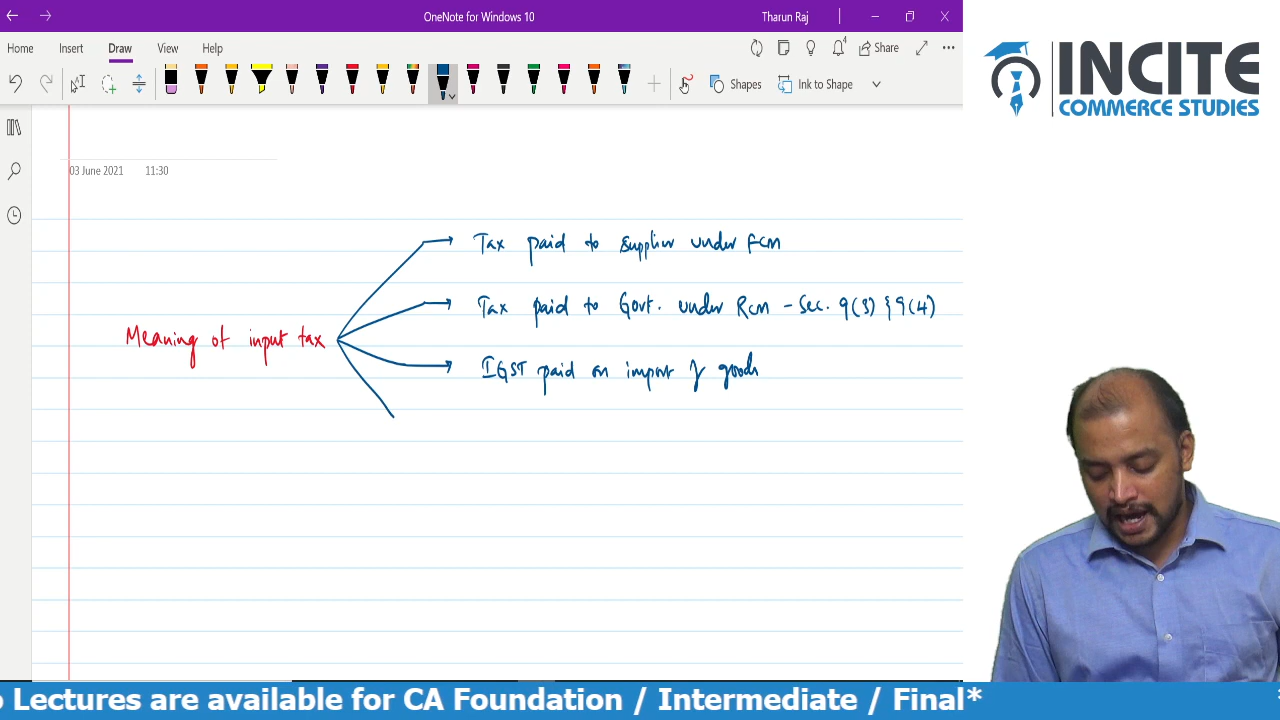 OneNote for Windows 10
Tharun Raj
Home Insert Draw View Help
4
Share
Shapes
Ink to Shape
INCITE
COMMERCE STUDIES
03 June 2021 11:30
Tax paid to supplier under FCM
Tax paid to Govt. under RCM - Sec. 9(3) & 9(4)
Meaning of input tax
IGST paid on import of goods
Lectures are available for CA Foundation / Intermediate / Final*